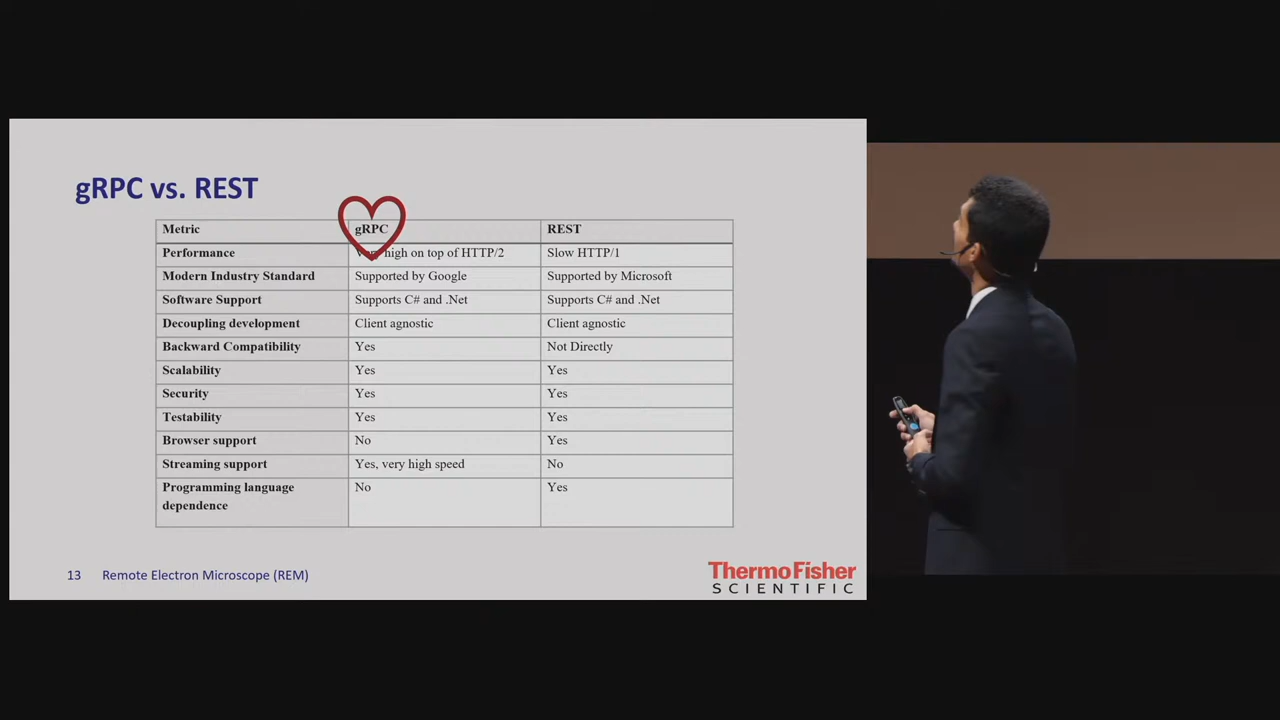 gRPC vs. REST
Metric gRPC REST
Performance Very high on top of HTTP/2 Slow HTTP/1
Modern Industry Standard Supported by Google Supported by Microsoft
Software Support Supports C# and .Net Supports C# and .Net
Decoupling development Client agnostic Client agnostic
Backward Compatibility Yes Not Directly
Scalability Yes Yes
Security Yes Yes
Testability Yes Yes
Browser support No Yes
Streaming support Yes, very high speed No
Programming language No Yes
dependence
13 Remote Electron Microscope (REM)
ThermoFisher
SCIENTIFIC